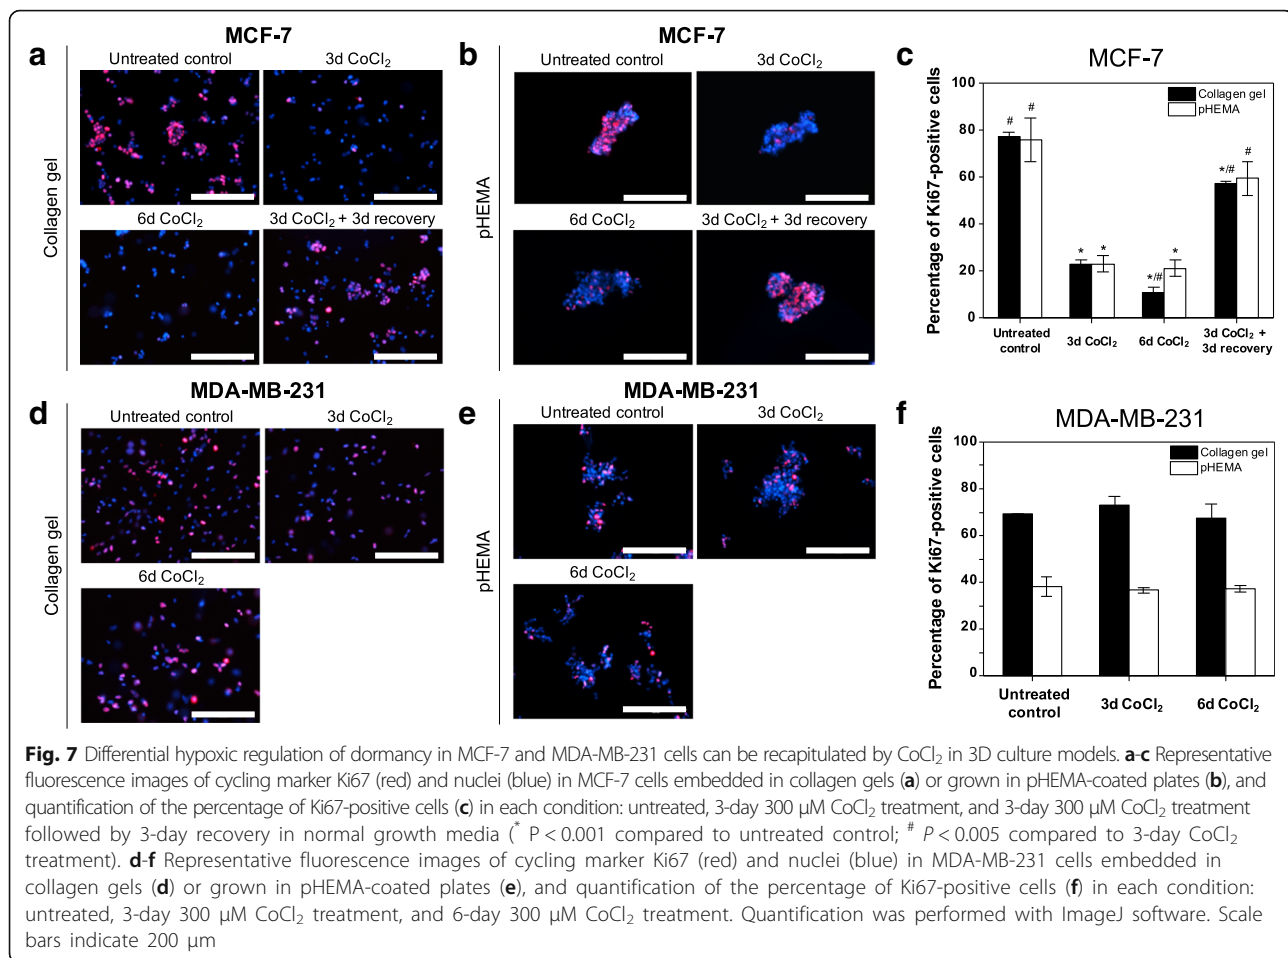 MCF-7
a
Untreated control
3d CoCl₂
Collagen gel
6d CoCl₂
3d CoCl₂ + 3d recovery
MCF-7
b
Untreated control
3d CoCl₂
pHEMA
6d CoCl₂
3d CoCl₂ + 3d recovery
c
MCF-7
Percentage of Ki67-positive cells
100
80
60
40
20
0
Collagen gel
pHEMA
# #
* *
*/# *
*/# #
Untreated
control
3d CoCl₂
6d CoCl₂
3d CoCl₂ +
3d recovery
MDA-MB-231
d
Untreated control
3d CoCl₂
Collagen gel
6d CoCl₂
MDA-MB-231
e
Untreated control
3d CoCl₂
pHEMA
6d CoCl₂
f
MDA-MB-231
Percentage of Ki67-positive cells
100
80
60
40
60
0
Collagen gel
pHEMA
Untreated
control
3d CoCl₂
6d CoCl₂
Fig. 7 Differential hypoxic regulation of dormancy in MCF-7 and MDA-MB-231 cells can be recapitulated by CoCl₂ in 3D culture models. a-c Representative
fluorescence images of cycling marker Ki67 (red) and nuclei (blue) in MCF-7 cells embedded in collagen gels (a) or grown in pHEMA-coated plates (b), and
quantification of the percentage of Ki67-positive cells (c) in each condition: untreated, 3-day 300 μM CoCl₂ treatment, and 3-day 300 μM CoCl₂ treatment
followed by 3-day recovery in normal growth media (* P < 0.001 compared to untreated control; # P < 0.005 compared to 3-day CoCl₂
treatment). d-f Representative fluorescence images of cycling marker Ki67 (red) and nuclei (blue) in MDA-MB-231 cells embedded in
collagen gels (d) or grown in pHEMA-coated plates (e), and quantification of the percentage of Ki67-positive cells (f) in each condition:
untreated, 3-day 300 μM CoCl₂ treatment, and 6-day 300 μM CoCl₂ treatment. Quantification was performed with ImageJ software. Scale
bars indicate 200 μm